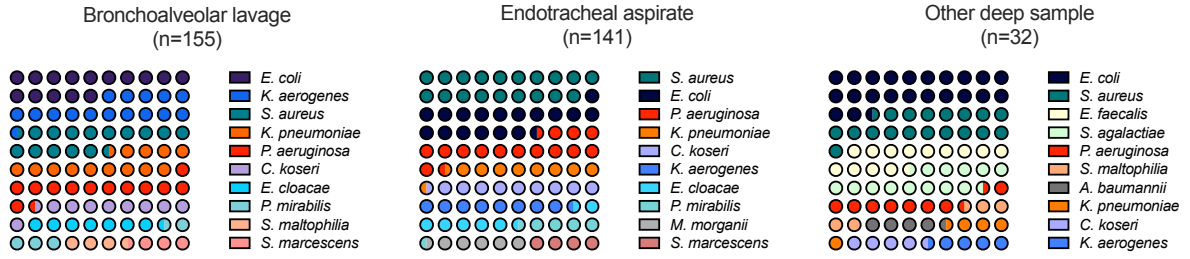 Bronchoalveolar lavage
(n=155)
E. coli
K. aerogenes
S. aureus
K. pneumoniae
P. aeruginosa
C. koseri
E. cloacae
P. mirabilis
S. maltophilia
S. marcescens
Endotracheal aspirate
(n=141)
S. aureus
E. coli
P. aeruginosa
K. pneumoniae
C. koseri
K. aerogenes
E. cloacae
P. mirabilis
M. morganii
S. marcescens
Other deep sample
(n=32)
E. coli
S. aureus
E. faecalis
S. agalactiae
P. aeruginosa
S. maltophilia
A. baumannii
K. pneumoniae
C. koseri
K. aerogenes